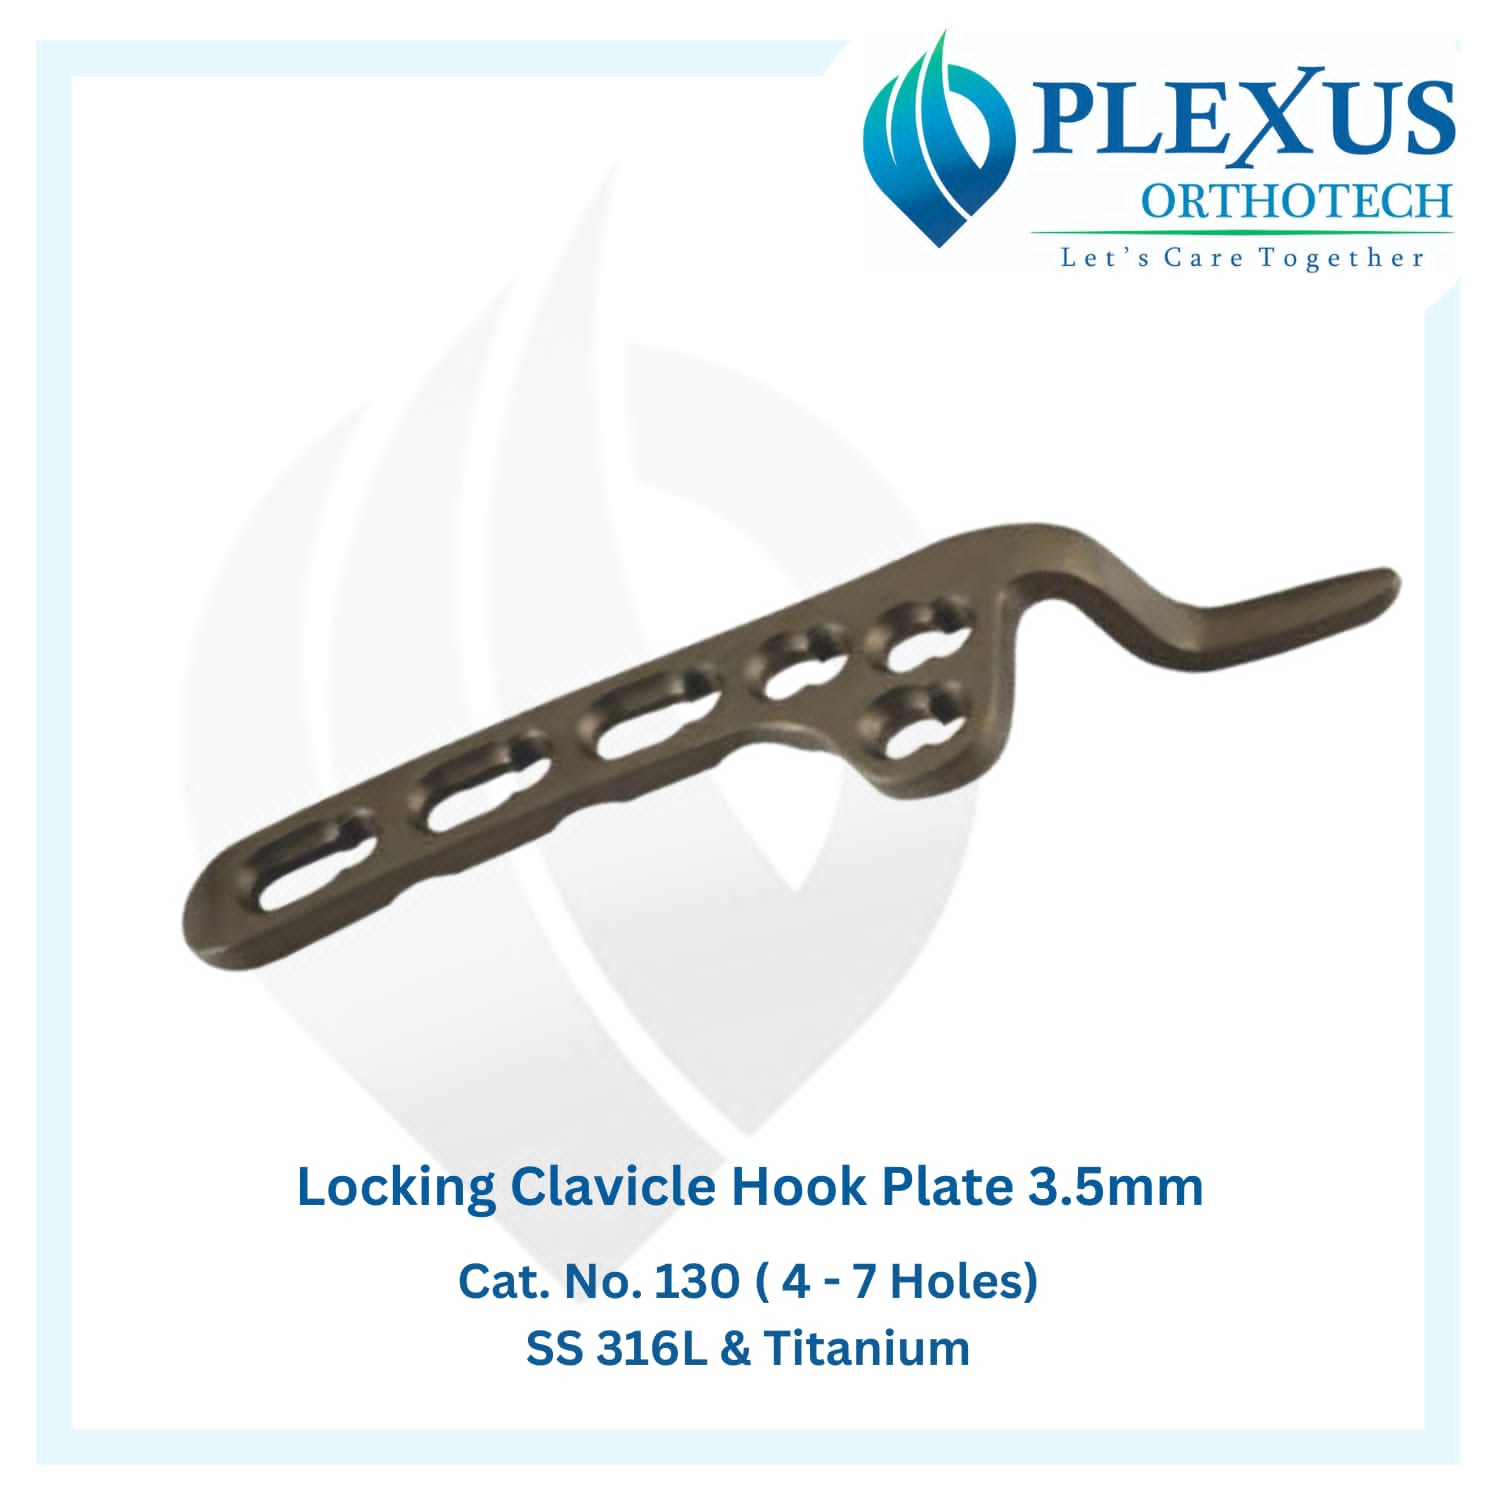 PLEXUS
ORTHOTECH
Let's Care Together
Locking Clavicle Hook Plate 3.5mm
Cat. No. 130 ( 4 - 7 Holes)
SS 316L & Titanium